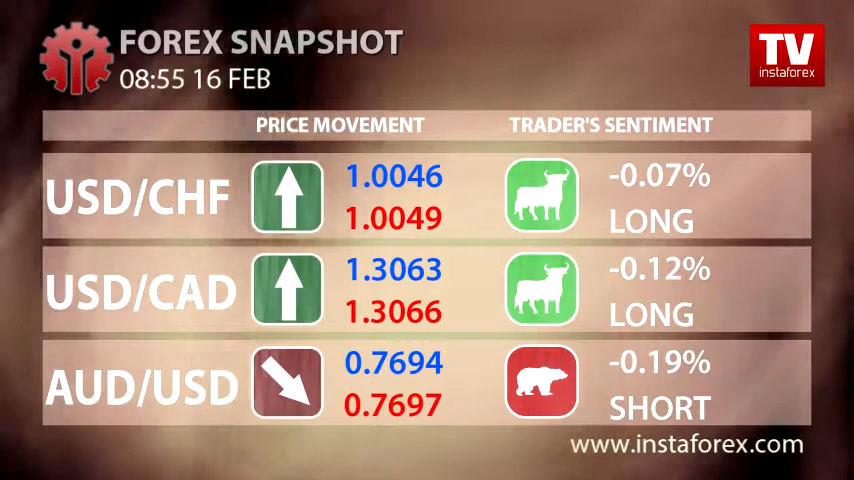 FOREX SNAPSHOT
08:55 16 FEB
TV
instaforex
PRICE MOVEMENT TRADER'S SENTIMENT
USD/CHF
1.0046
1.0049
-0.07%
LONG
USD/CAD
1.3063
1.3066
-0.12%
LONG
AUD/USD
0.7694
0.7697
-0.19%
SHORT
www.instaforex.com